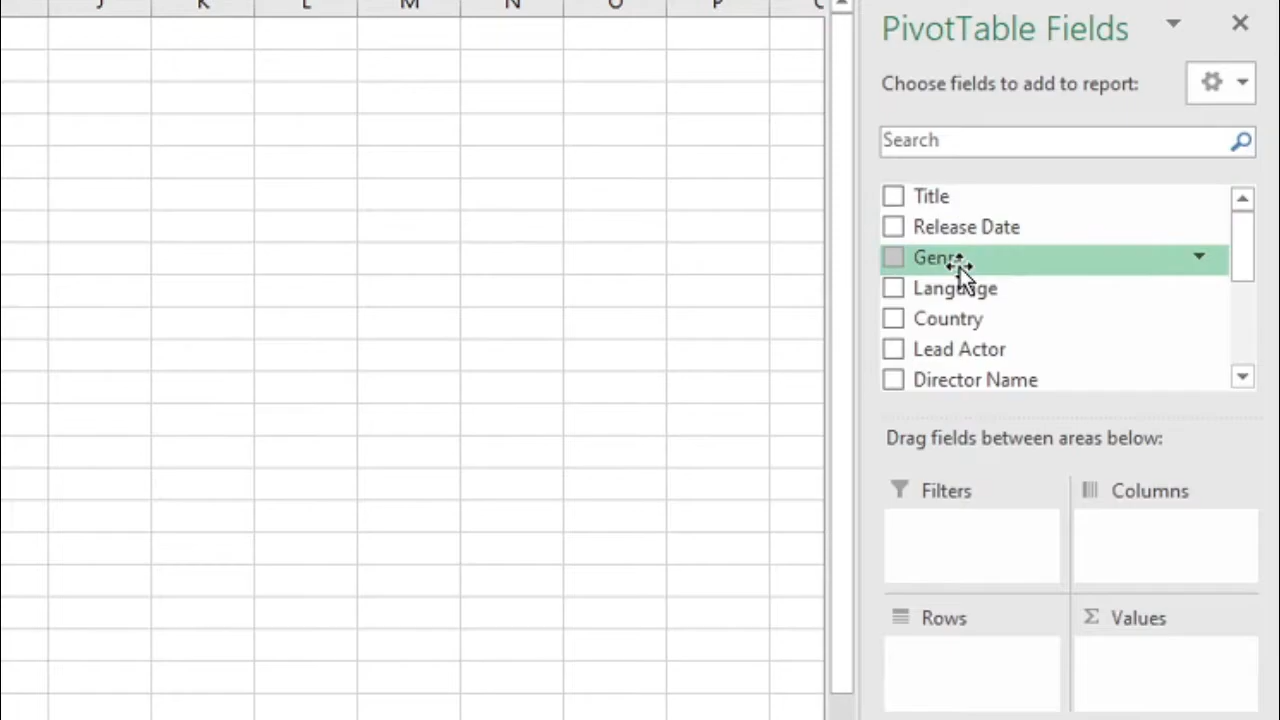 J K L M N O P
PivotTable Fields
Choose fields to add to report:
Search
Title
Release Date
Genre
Language
Country
Lead Actor
Director Name
Drag fields between areas below:
Filters
Columns
Rows
Σ Values